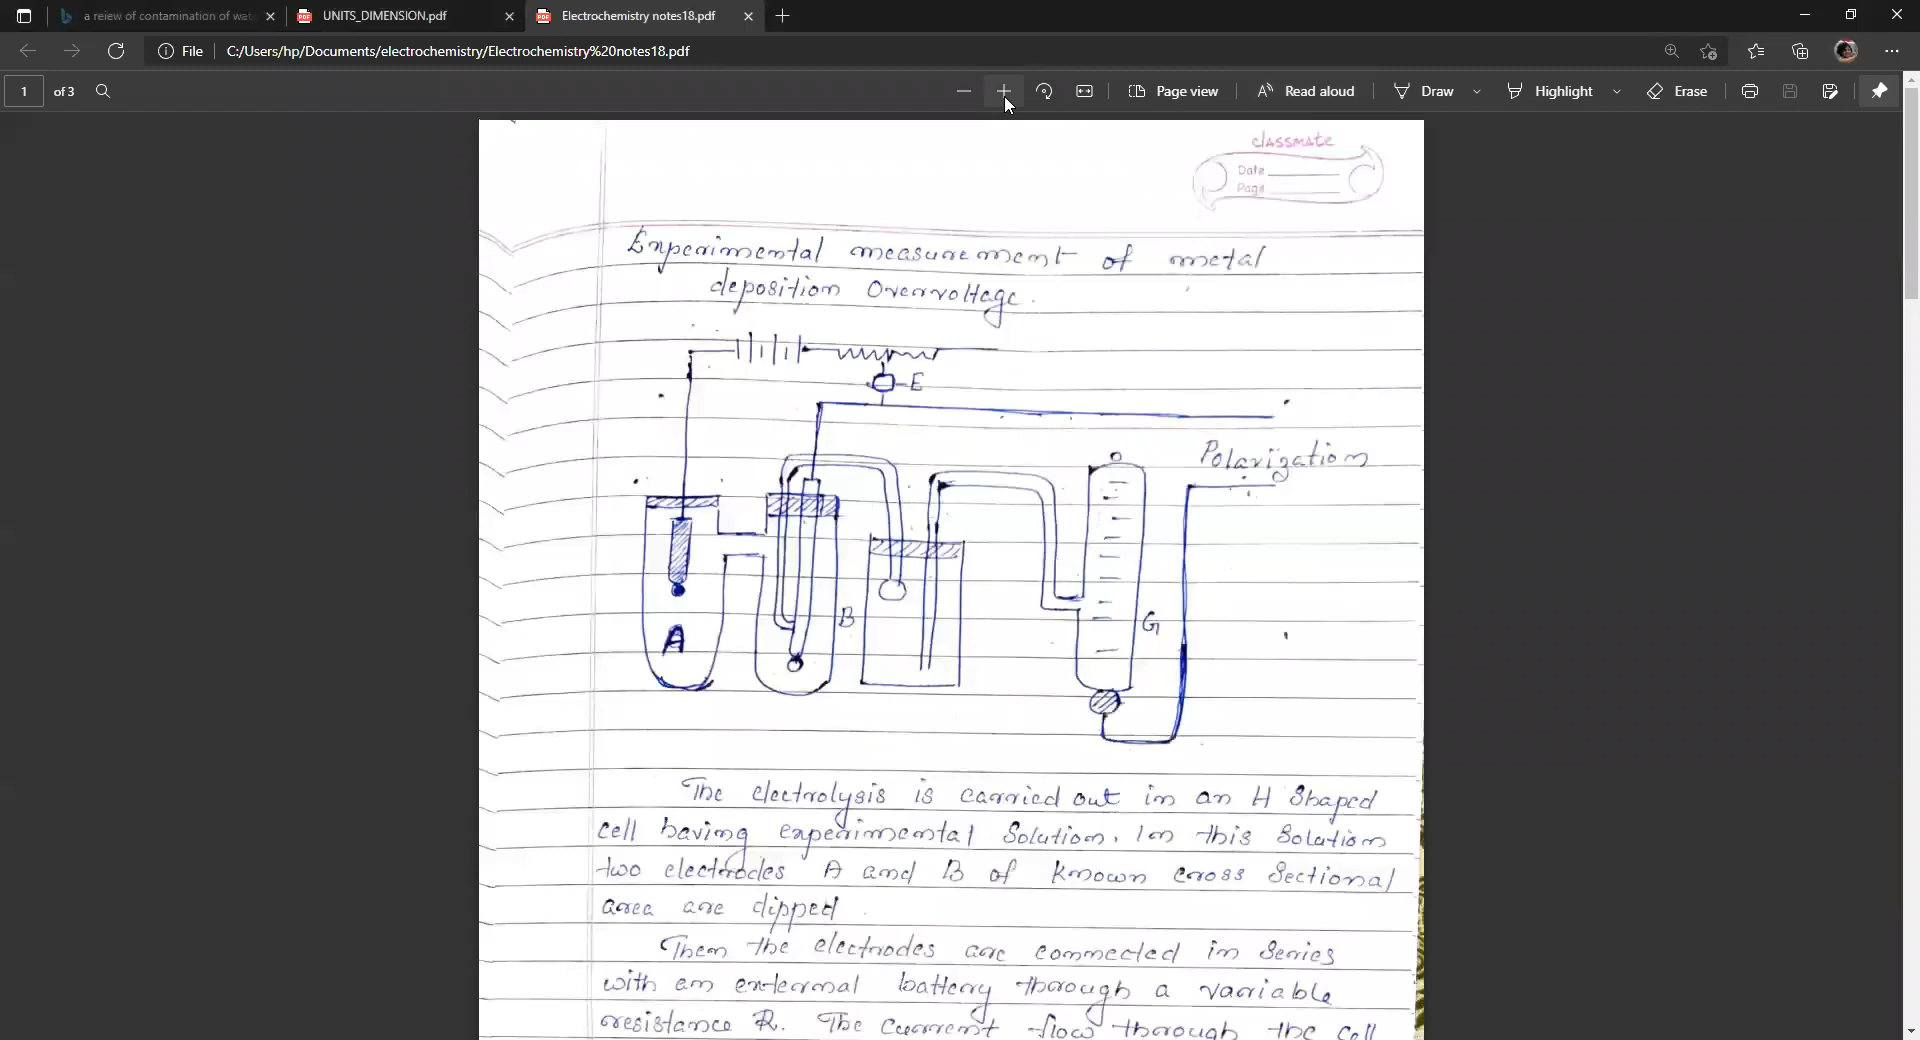 a reiew of contamination of wat
UNITS_DIMENSION.pdf
Electrochemistry notes18.pdf
File
C:/Users/hp/Documents/electrochemistry/Electrochemistry%20notes18.pdf
1 of 3
Page view
Read aloud
Draw
Highlight
Erase
classmate
Date
Page
Experimental measurement of metal
deposition Overvoltage.
E
Polarization
A
B
G
The electrolysis is carried out in an H Shaped
cell having experimental Solution. In this Solution
two electrodes A and B of known cross Sectional
area are dipped
Then the electrodes are connected in Series
with an external battery through a variable
resistance R. The Current flow through the cell